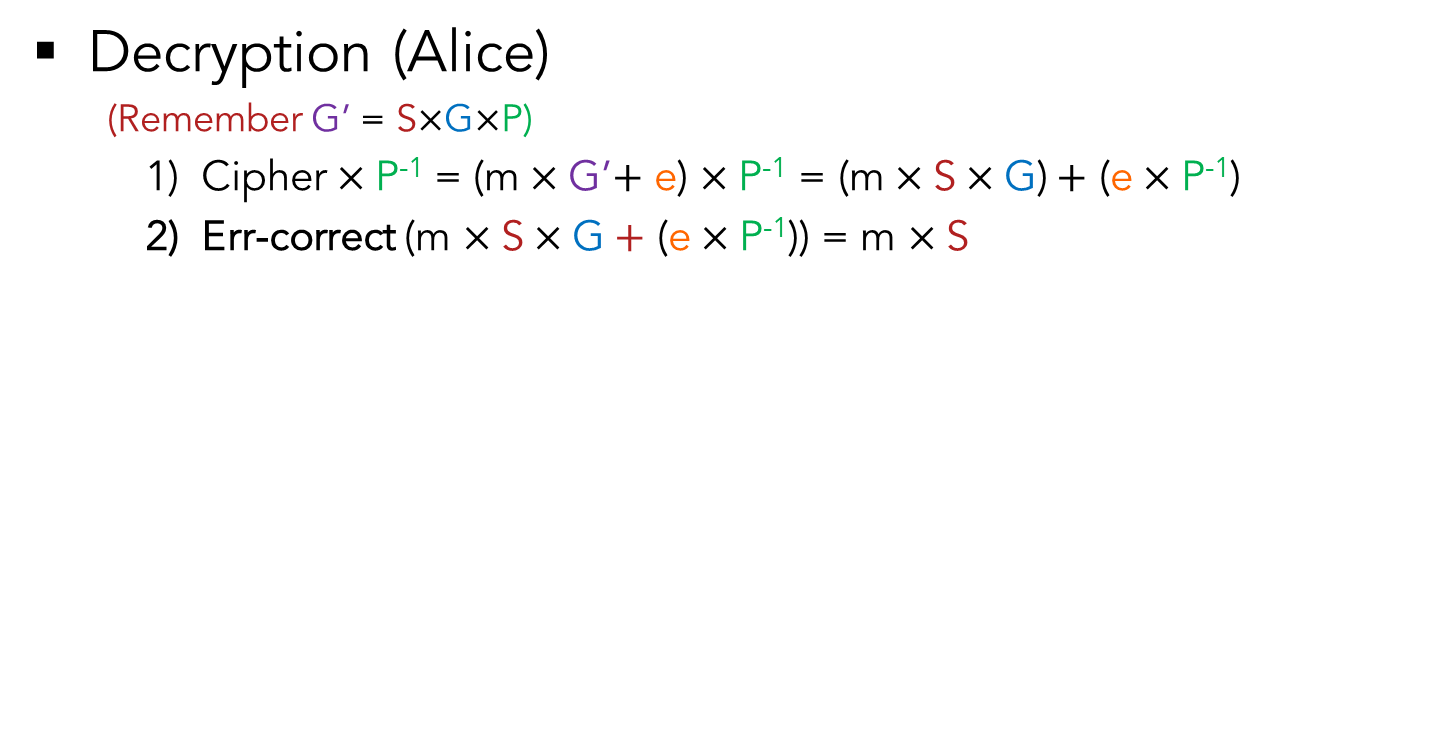 ▪ Decryption (Alice)
(Remember G’ = S×G×P)
1) Cipher × P⁻¹ = (m × G’+ e) × P⁻¹ = (m × S × G) + (e × P⁻¹)
2) Err-correct (m × S × G + (e × P⁻¹)) = m × S